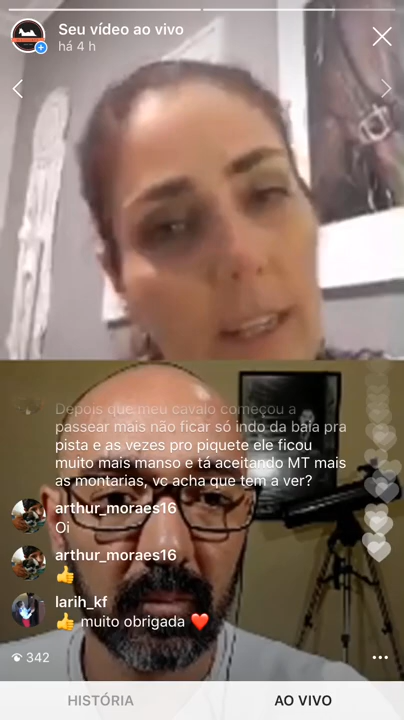 Seu vídeo ao vivo
há 4 h
Depois que meu cavalo começou a
passear mais não ficar só indo da baia pra
pista e as vezes pro piquete ele ficou
muito mais manso e tá aceitando MT mais
as montarias, vc acha que tem a ver?
arthur_moraes16
Oi
arthur_moraes16
👍
larih_kf
👍 muito obrigada ❤️
342
HISTÓRIA
AO VIVO